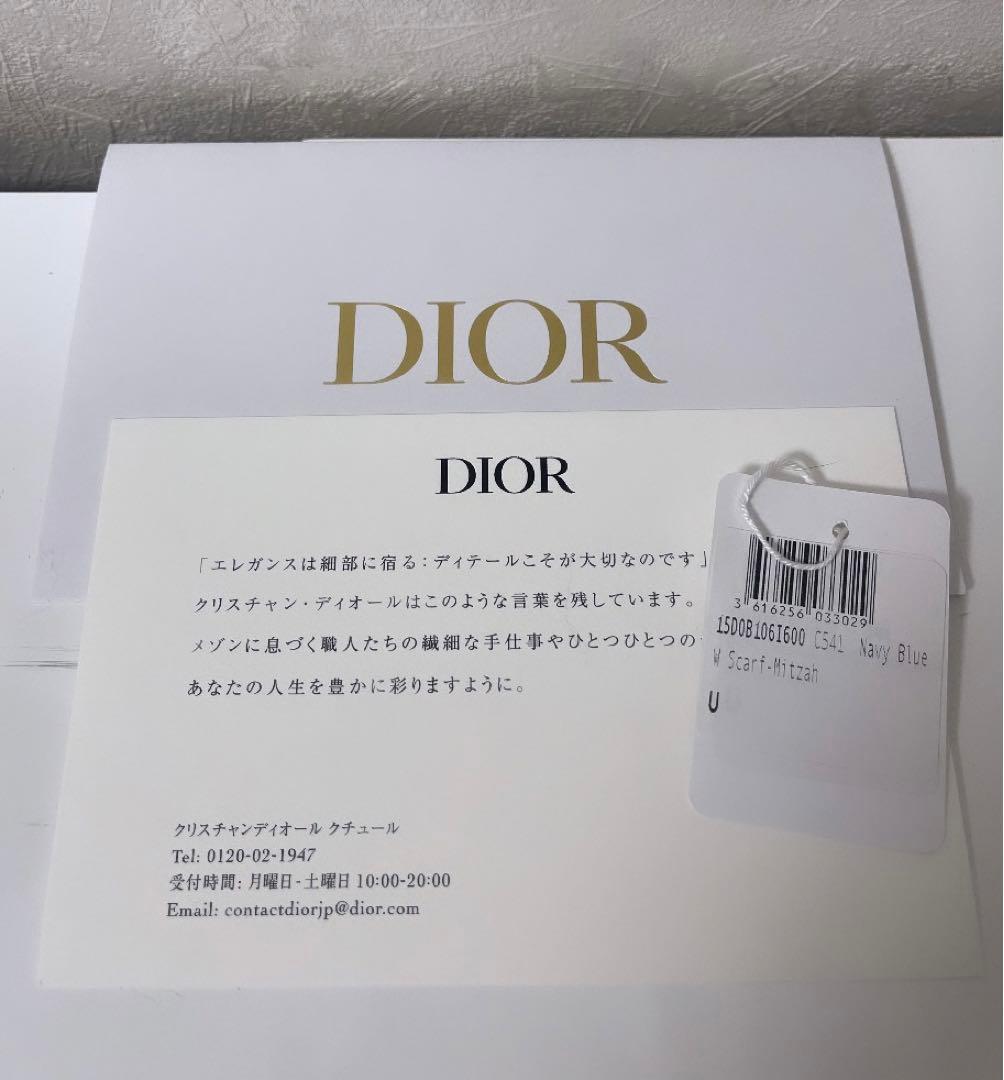 DIOR
DIOR
「エレガンスは細部に宿る：ディテールこそが大切なのです」
クリスチャン・ディオールはこのような言葉を残しています。
メゾンに息づく職人たちの繊細な手仕事やひとつひとつの
あなたの人生を豊かに彩りますように。
3 616256 033029
15DOB106I600 C541 Navy Blue
W Scarf-Mitzah
U
クリスチャンディオール クチュール
Tel: 0120-02-1947
受付時間: 月曜日-土曜日 10:00-20:00
Email: contactdiorjp@dior.com